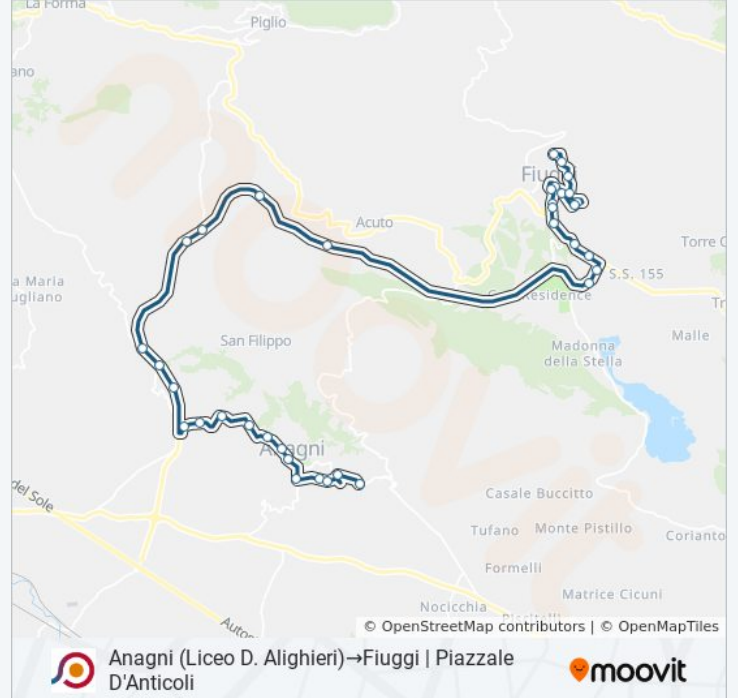 La Forma
Piglio
ano
Fiuggi
Acuto
Torre C
S.S. 155
a Maria
ugliano
Residence
Tr
San Filippo
Malle
Madonna
della Stella
Anagni
del Sole
Casale Buccitto
Tufano
Monte Pistillo
Corianto
Formelli
Matrice Cicuni
Nocicchia
Autos
© OpenStreetMap contributors | © OpenMapTiles
Anagni (Liceo D. Alighieri)→Fiuggi | Piazzale
D'Anticoli
moovit